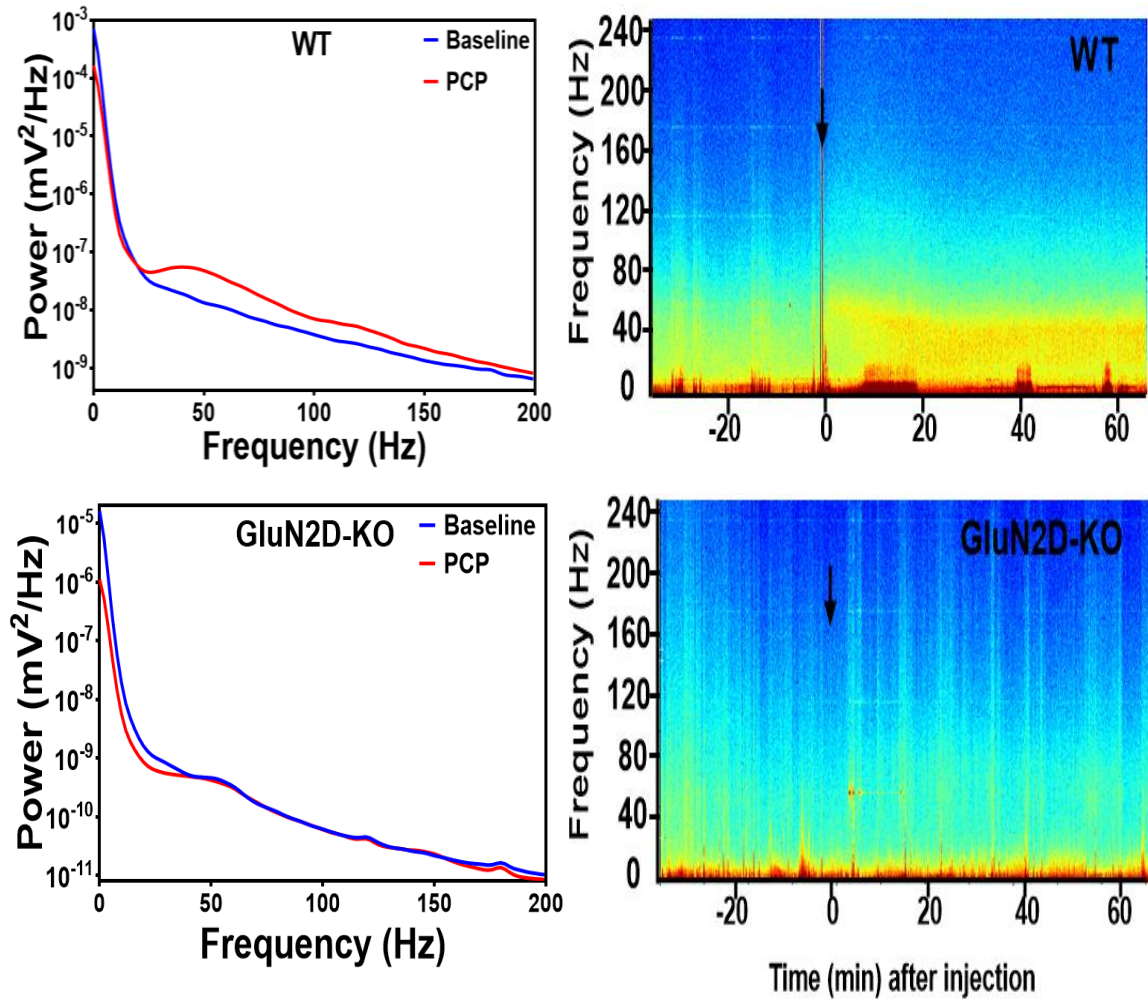 WT
Baseline
PCP
Power (mV²/Hz)
10⁻³
10⁻⁴
10⁻⁵
10⁻⁶
10⁻⁷
10⁻⁸
10⁻⁹
0 50 100 150 200
Frequency (Hz)
WT
Frequency (Hz)
240
200
160
120
80
40
0
-20 0 20 40 60
GluN2D-KO
Baseline
PCP
Power (mV²/Hz)
10⁻⁵
10⁻⁶
10⁻⁷
10⁻⁸
10⁻⁹
10⁻¹⁰
10⁻¹¹
0 50 100 150 200
Frequency (Hz)
GluN2D-KO
Frequency (Hz)
240
200
160
120
80
40
0
-20 0 20 40 60
Time (min) after injection